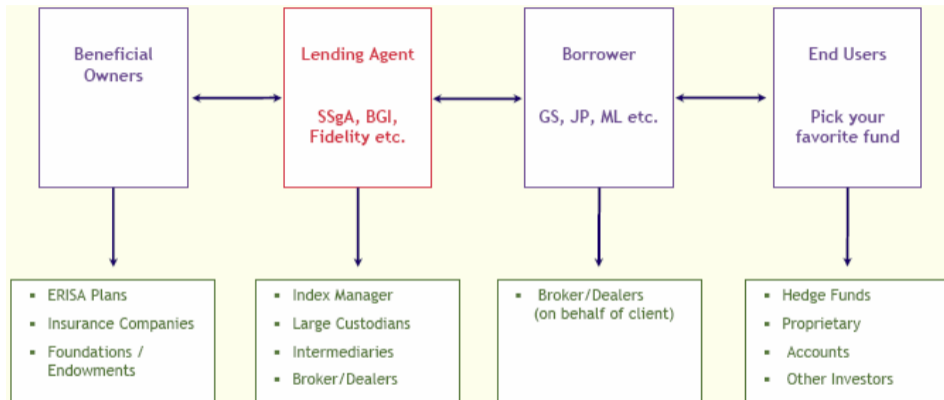 Beneficial
Owners
Lending Agent
SSgA, BGI,
Fidelity etc.
Borrower
GS, JP, ML etc.
End Users
Pick your
favorite fund
▪ ERISA Plans
▪ Insurance Companies
▪ Foundations /
Endowments
▪ Index Manager
▪ Large Custodians
▪ Intermediaries
▪ Broker/Dealers
▪ Broker/Dealers
(on behalf of client)
▪ Hedge Funds
▪ Proprietary
▪ Accounts
▪ Other Investors